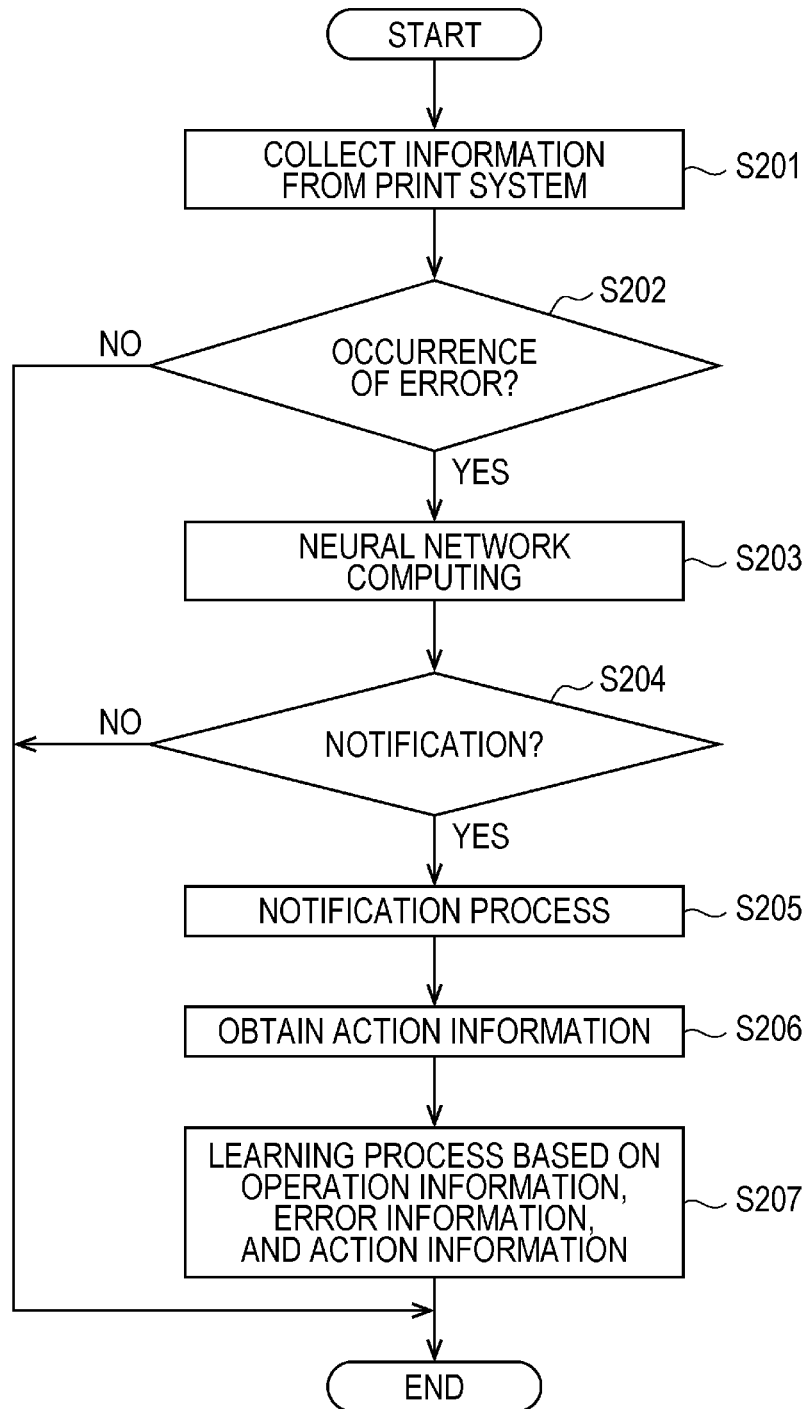 START
COLLECT INFORMATION
FROM PRINT SYSTEM
S201
S202
NO
OCCURRENCE
OF ERROR?
YES
NEURAL NETWORK
COMPUTING
S203
S204
NO
NOTIFICATION?
YES
NOTIFICATION PROCESS
S205
OBTAIN ACTION INFORMATION
S206
LEARNING PROCESS BASED ON
OPERATION INFORMATION,
ERROR INFORMATION,
AND ACTION INFORMATION
S207
END